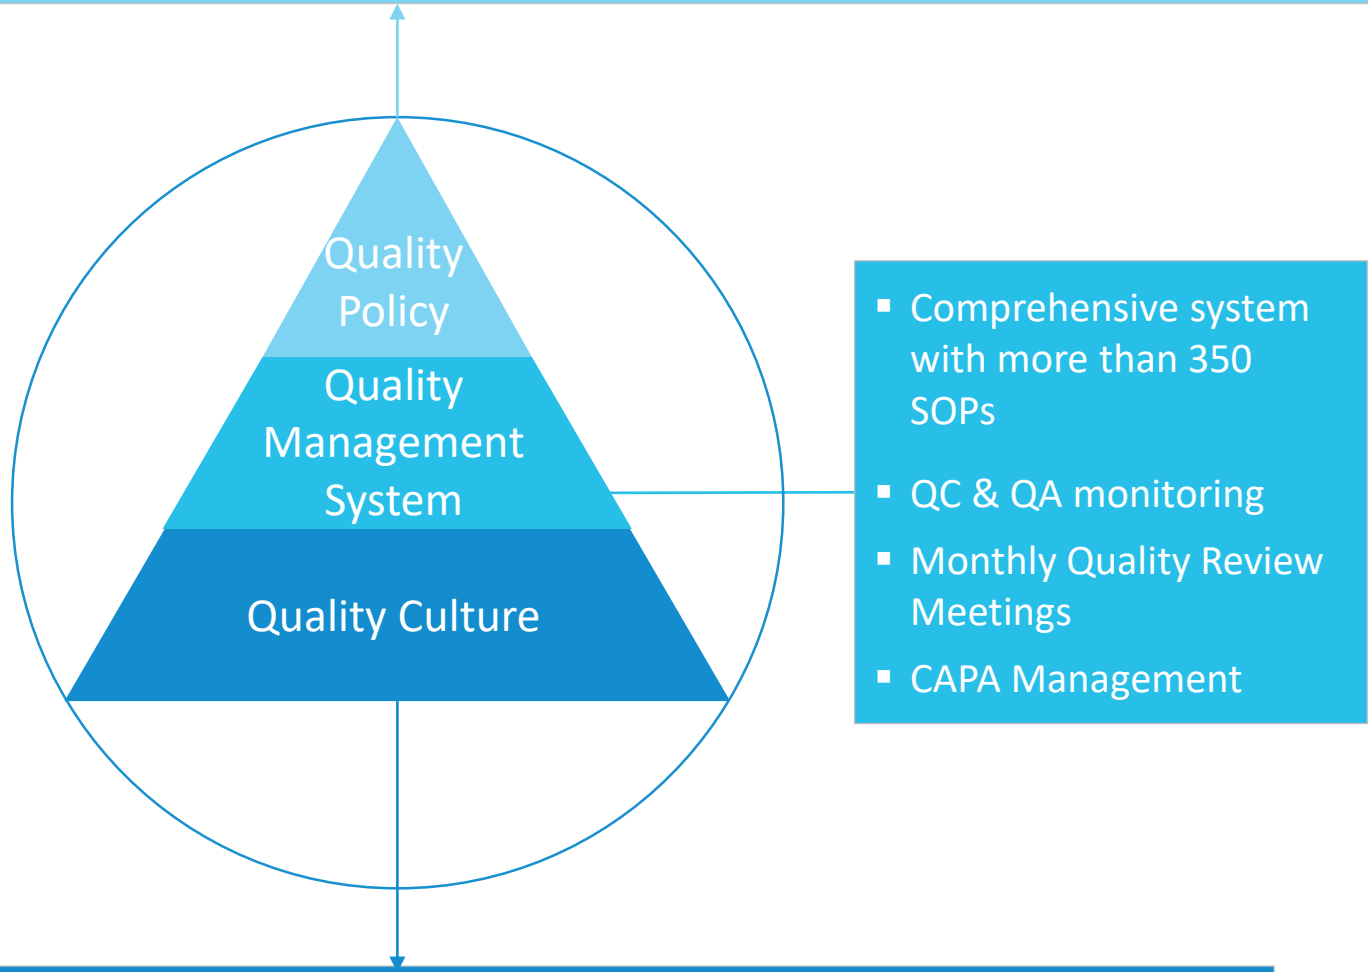 Quality
Policy
Quality
Management
System
Quality Culture
▪ Comprehensive system
with more than 350
SOPs
▪ QC & QA monitoring
▪ Monthly Quality Review
Meetings
▪ CAPA Management